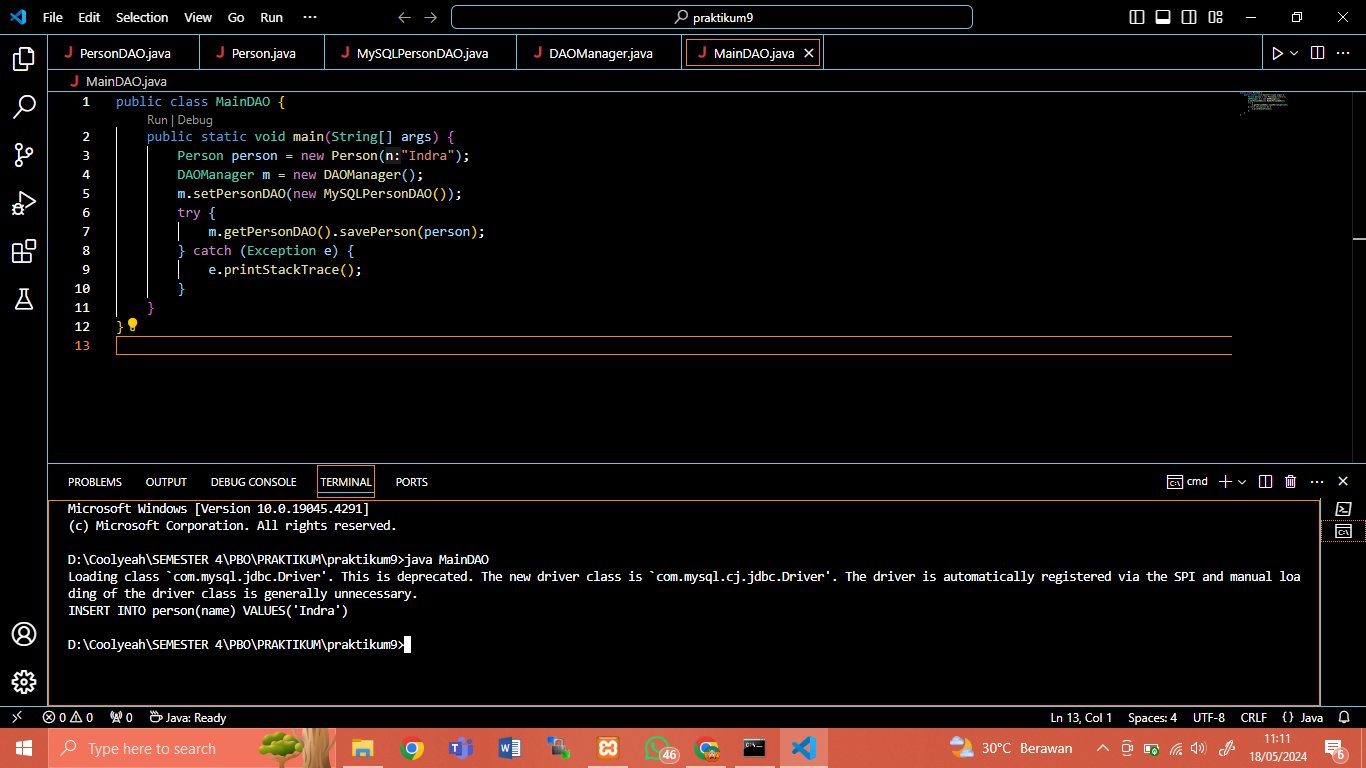 File Edit Selection View Go Run ··· praktikum9
PersonDAO.java Person.java MySQLPersonDAO.java DAOManager.java MainDAO.java
MainDAO.java
1 public class MainDAO {
Run | Debug
2 public static void main(String[] args) {
3 Person person = new Person(n:"Indra");
4 DAOManager m = new DAOManager();
5 m.setPersonDAO(new MySQLPersonDAO());
6 try {
7 m.getPersonDAO().savePerson(person);
8 } catch (Exception e) {
9 e.printStackTrace();
10 }
11 }
12 }
13
PROBLEMS OUTPUT DEBUG CONSOLE TERMINAL PORTS cmd
Microsoft Windows [Version 10.0.19045.4291]
(c) Microsoft Corporation. All rights reserved.
D:\Coolyeah\SEMESTER 4\PBO\PRAKTIKUM\praktikum9>java MainDAO
Loading class `com.mysql.jdbc.Driver'. This is deprecated. The new driver class is `com.mysql.cj.jdbc.Driver'. The driver is automatically registered via the SPI and manual loa
ding of the driver class is generally unnecessary.
INSERT INTO person(name) VALUES('Indra')
D:\Coolyeah\SEMESTER 4\PBO\PRAKTIKUM\praktikum9>
0 0 0 Java: Ready Ln 13, Col 1 Spaces: 4 UTF-8 CRLF {} Java
Type here to search 46 30°C Berawan 11:11
18/05/2024 6